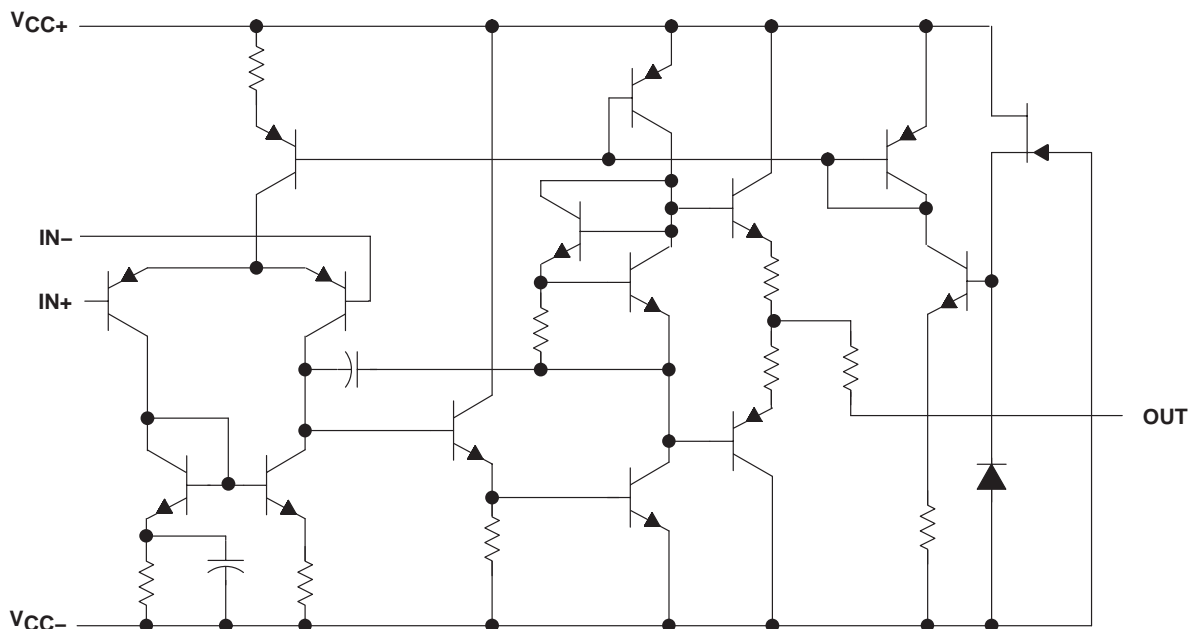 VCC+
IN–
IN+
OUT
VCC–